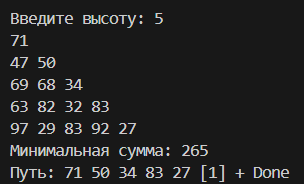 Введите высоту: 5
71
47 50
69 68 34
63 82 32 83
97 29 83 92 27
Минимальная сумма: 265
Путь: 71 50 34 83 27 [1] + Done